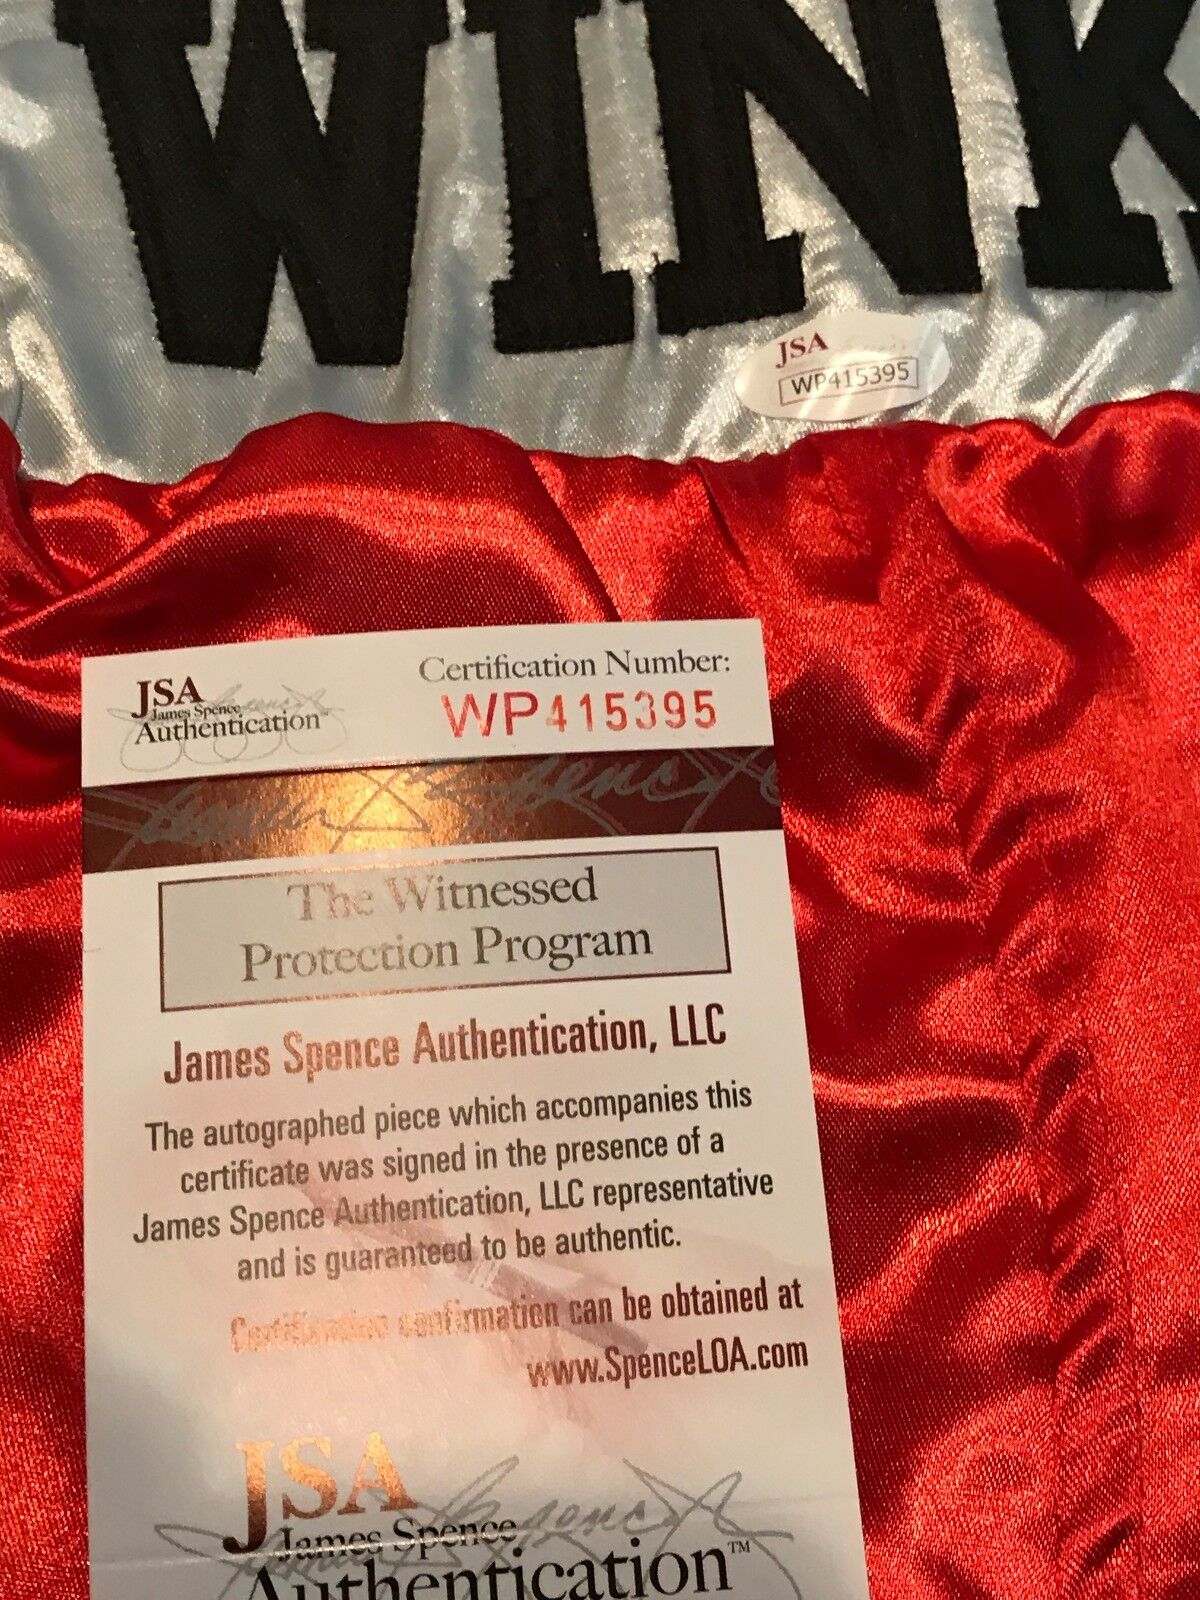 WINK
JSA
WP415395
JSA
James Spence
Authentication
Certification Number:
WP415395
The Witnessed
Protection Program
James Spence Authentication, LLC
The autographed piece which accompanies this
certificate was signed in the presence of a
James Spence Authentication, LLC representative
and is guaranteed to be authentic.
Certification confirmation can be obtained at
www.SpenceLOA.com
JSA
James Spence
Authentication™